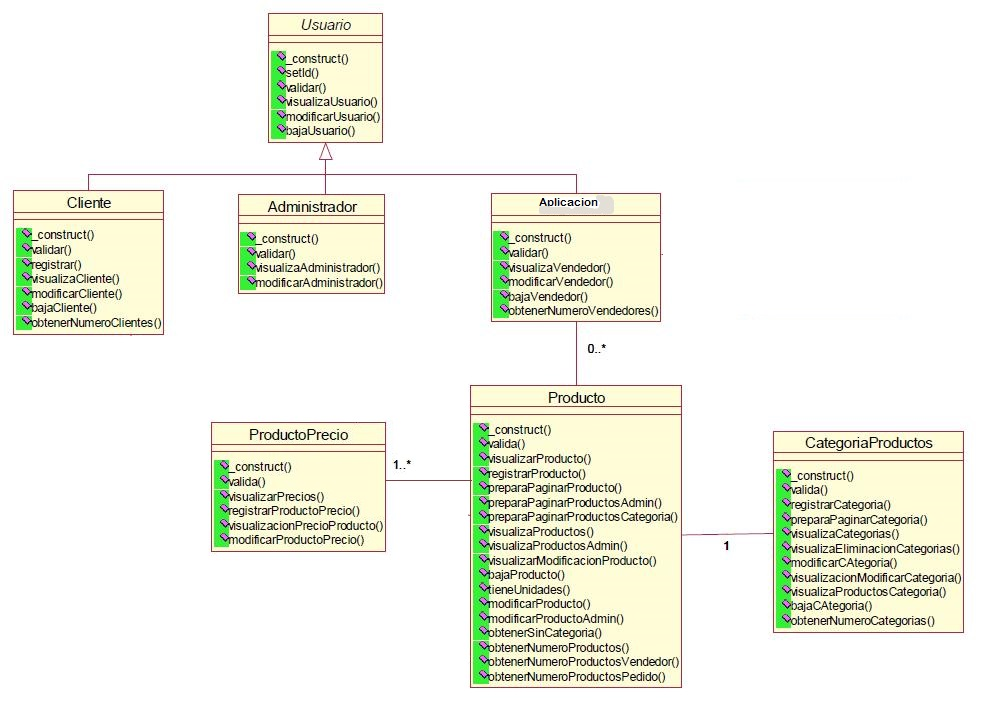 Usuario
_construct()
setId()
validar()
visualizaUsuario()
modificarUsuario()
bajaUsuario()
Cliente
_construct()
validar()
registrar()
visualizaCliente()
modificarCliente()
bajaCliente()
obtenerNumeroClientes()
Administrador
_construct()
validar()
visualizaAdministrador()
modificarAdministrador()
Aplicacion
_construct()
validar()
visualizaVendedor()
modificarVendedor()
bajaVendedor()
obtenerNumeroVendedores()
0..*
ProductoPrecio
_construct()
valida()
visualizarPrecios()
registrarProductoPrecio()
visualizacionPrecioProducto()
modificarProductoPrecio()
1..*
Producto
_construct()
valida()
visualizarProducto()
registrarProducto()
preparaPaginarProducto()
preparaPaginarProductosAdmin()
preparaPaginarProductosCategoria()
visualizaProductos()
visualizaProductosAdmin()
visualizarModificacionProducto()
bajaProducto()
tieneUnidades()
modificarProducto()
modificarProductoAdmin()
obtenerSinCategoria()
obtenerNumeroProductos()
obtenerNumeroProductosVendedor()
obtenerNumeroProductosPedido()
1
CategoriaProductos
_construct()
valida()
registrarCategoria()
preparaPaginarCategoria()
visualizaCategorias()
visualizaEliminacionCategorias()
modificarCAtegoria()
visualizacionModificarCategoria()
visualizaProductosCategoria()
bajaCAtegoria()
obtenerNumeroCategorias()